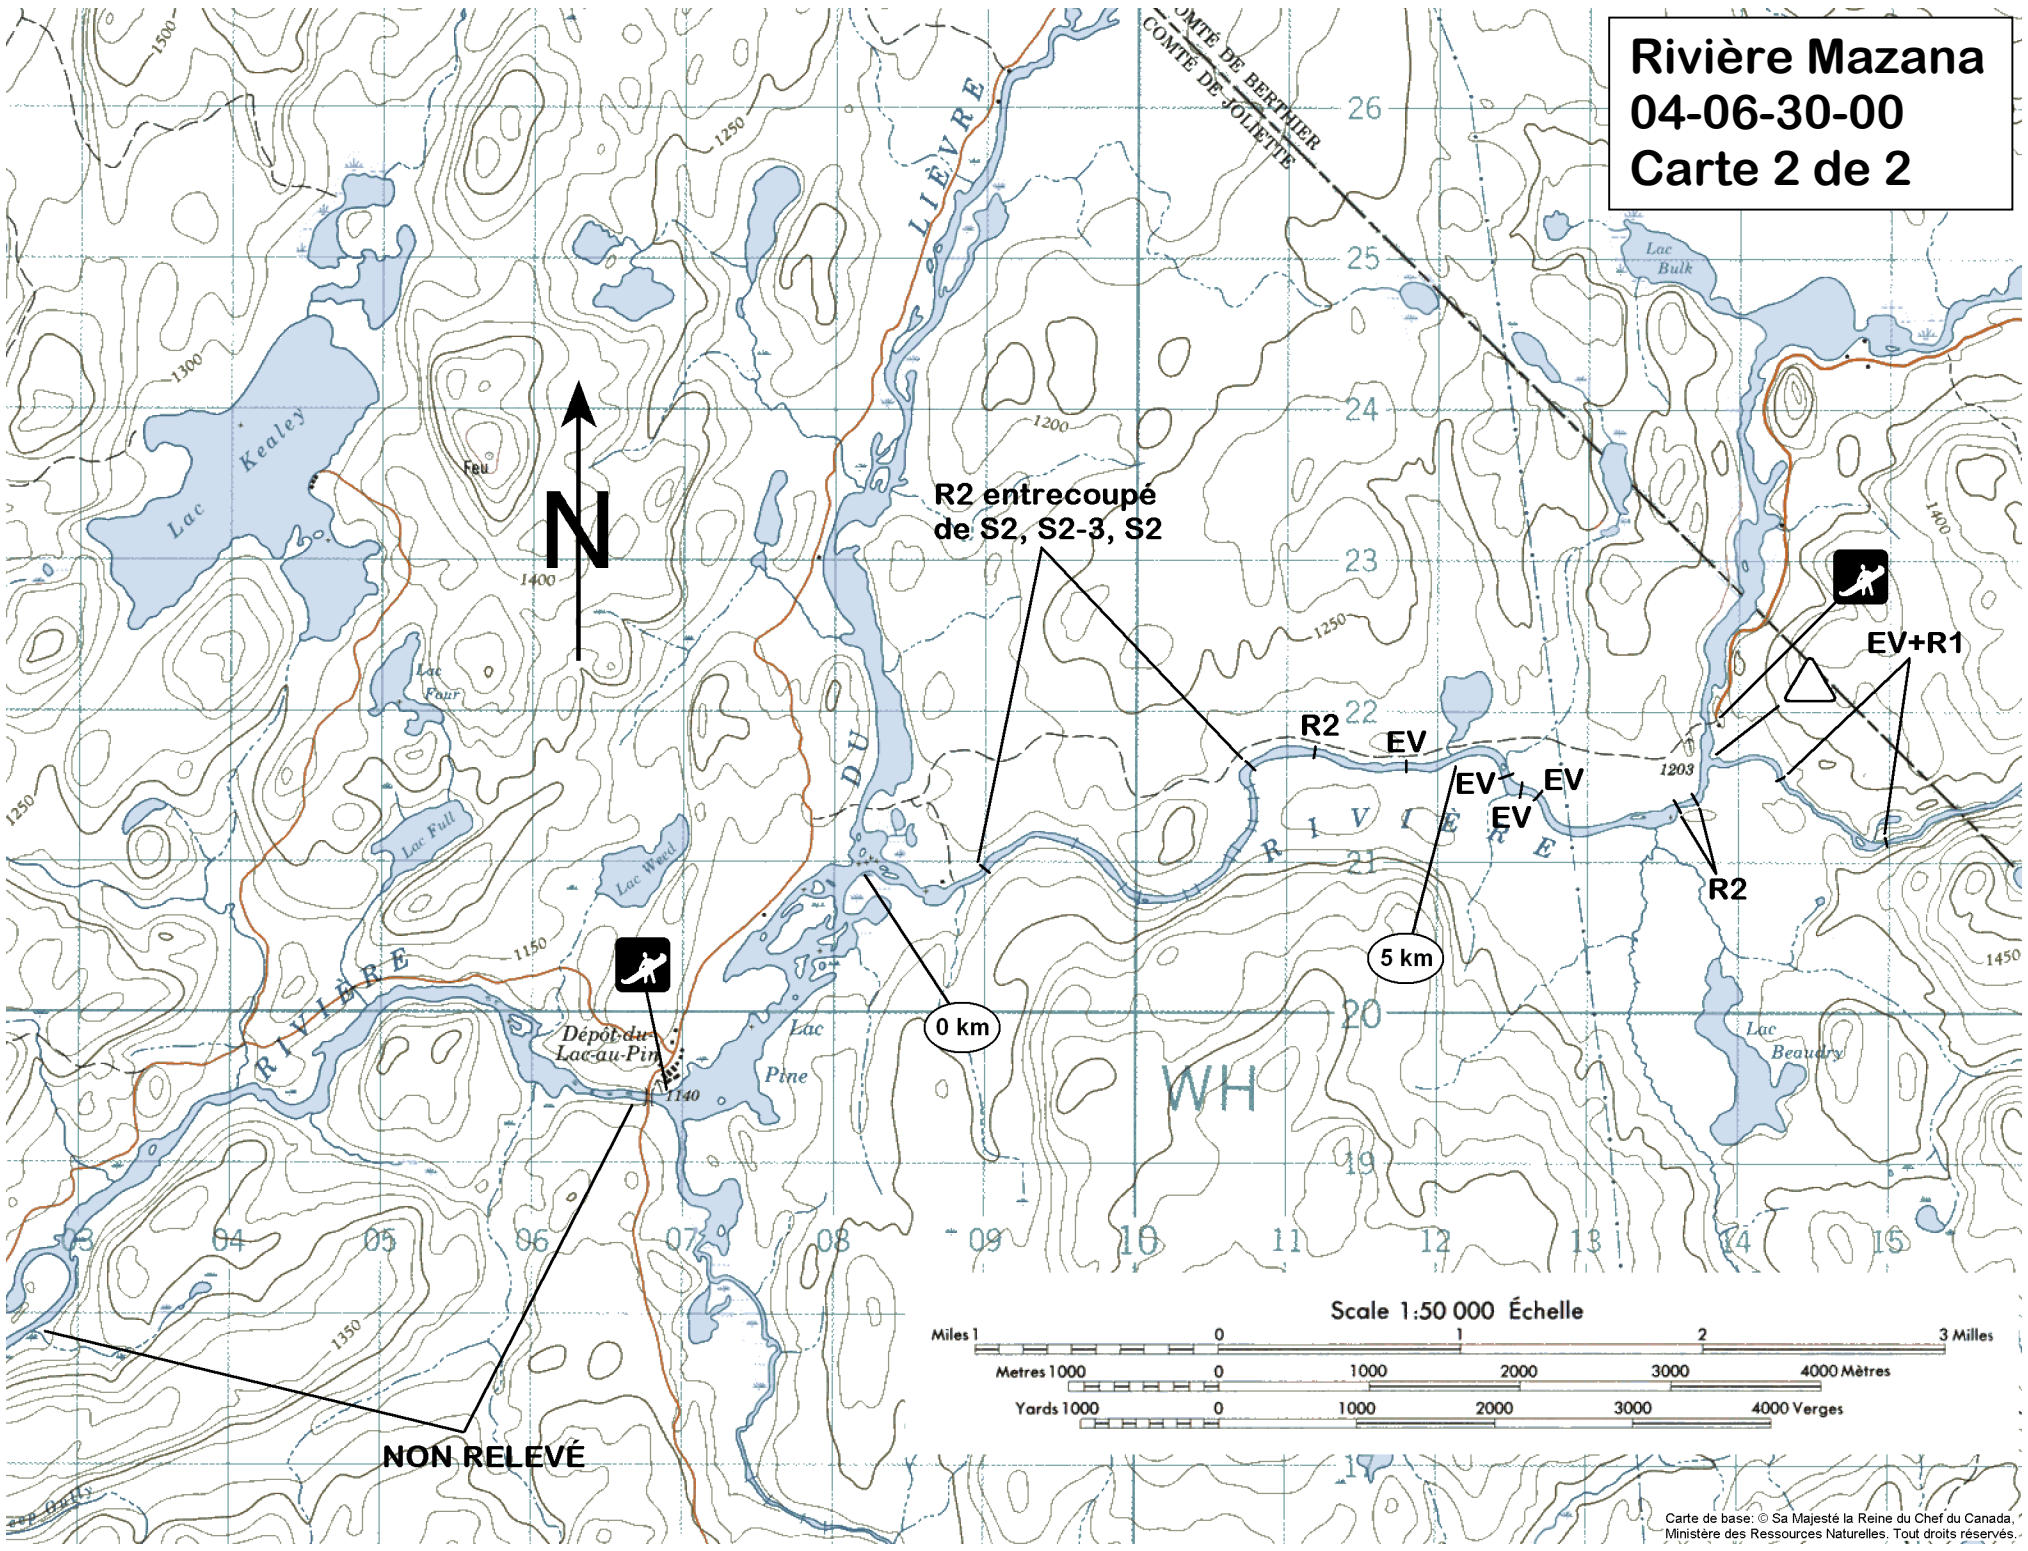 Rivière Mazana
04-06-30-00
Carte 2 de 2
COMTÉ DE BERTHIER
COMTÉ DE JOLIETTE
1500
1250
LIÈVRE
26
25
Lac
Bulk
1300
24
1200
Lac Kealey
Feu
N
R2 entrecoupé
de S2, S2-3, S2
1400
23
1400
1250
EV+R1
Lac
Four
22
R2
EV
DU
1203
EV
EV
EV
1250
Lac Full
Lac Weed
RIVIÈRE
21
R2
1150
RIVIÈRE
5 km
1450
0 km
20
Dépôt-du-
Lac-au-Pin
Lac
Pine
Lac
Beaudry
1140
WH
19
03
04
05
06
07
08
09
10
11
12
13
14
15
1350
Scale 1:50 000 Échelle
Miles 1 0 1 2 3 Milles
Metres 1000 0 1000 2000 3000 4000 Mètres
Yards 1000 0 1000 2000 3000 4000 Verges
NON RELEVÉ
17
Gully
Carte de base: © Sa Majesté la Reine du Chef du Canada,
Ministère des Ressources Naturelles. Tout droits réservés.